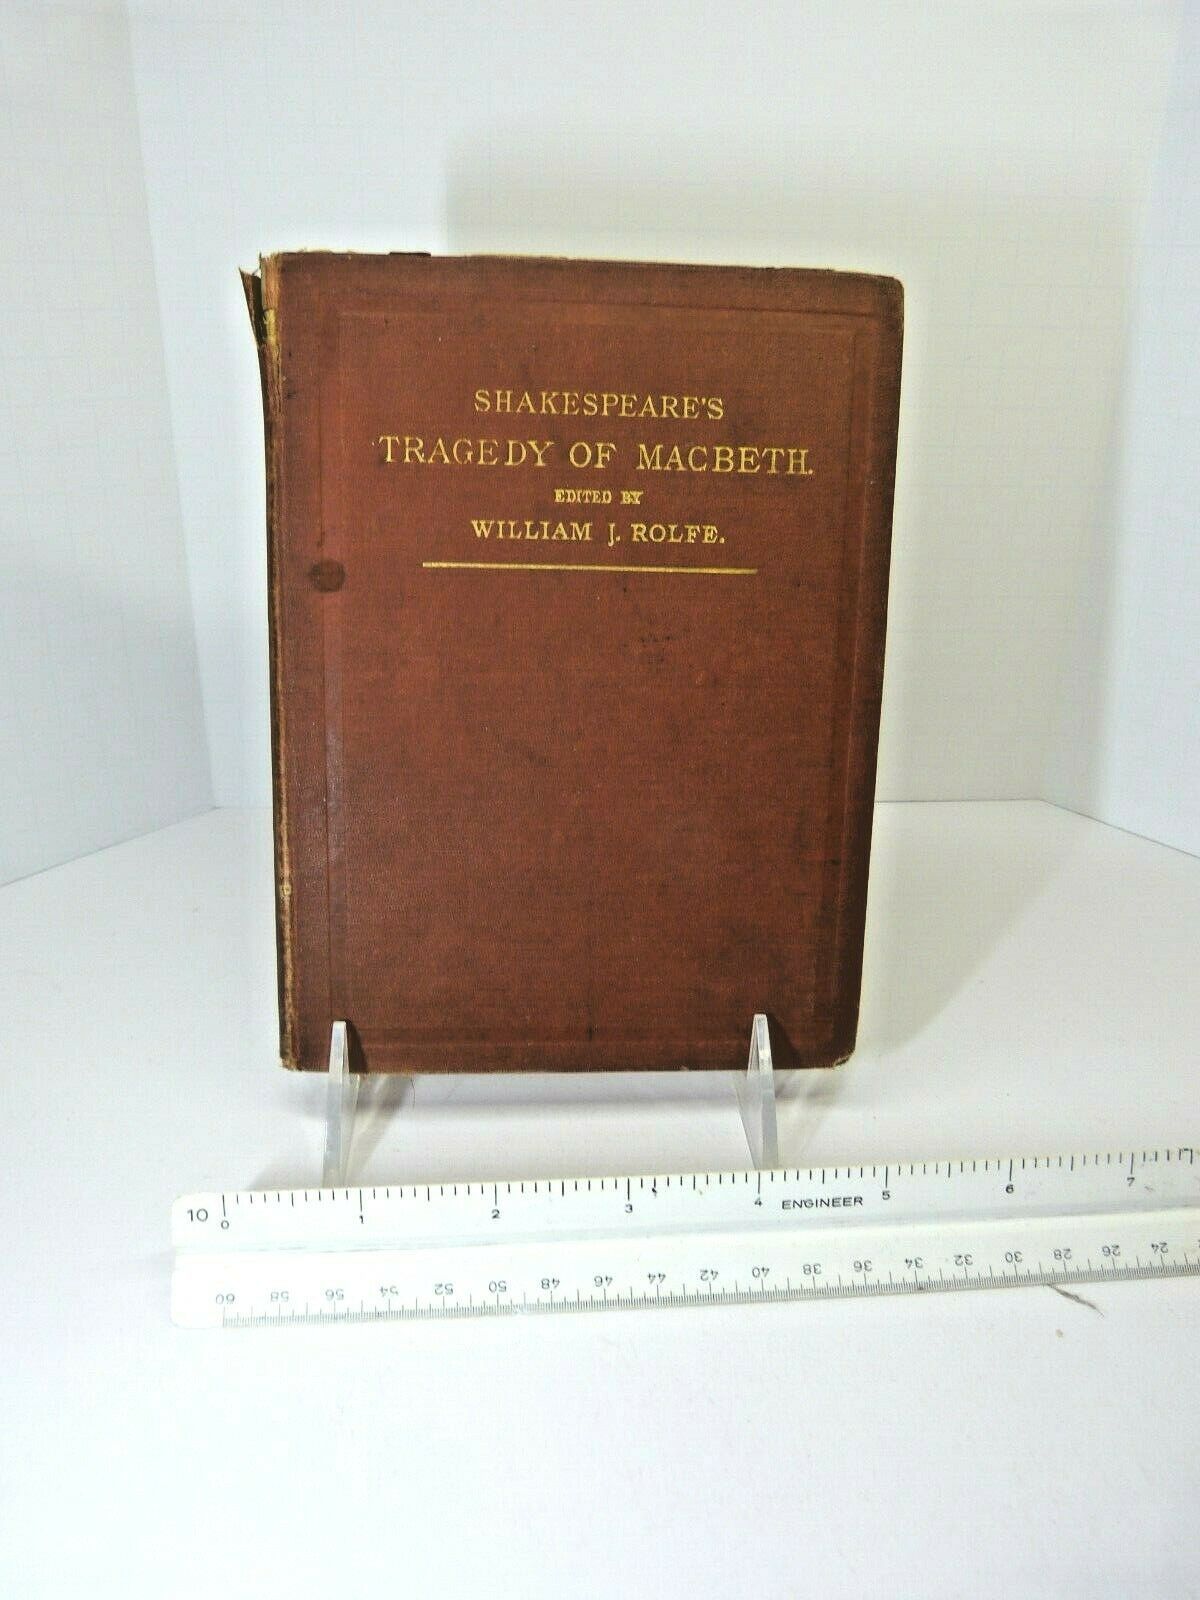 SHAKESPEARE'S
TRAGEDY OF MACBETH.
EDITED BY
WILLIAM J. ROLFE.
10 0 1 2 3 4 ENGINEER 5 6 7
60 58 56 54 52 50 48 46 44 42 40 38 36 34 32 30 28 26 24